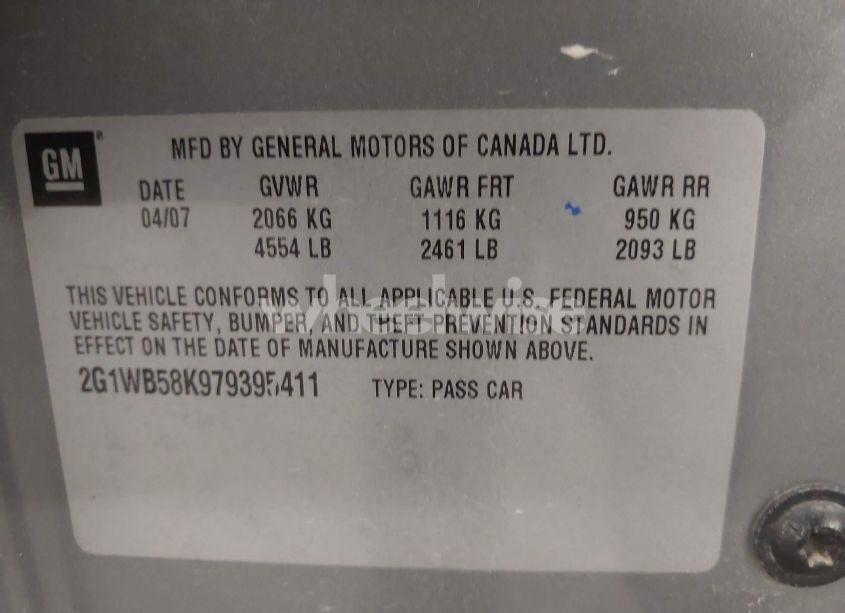 GM
MFD BY GENERAL MOTORS OF CANADA LTD.
DATE GVWR GAWR FRT GAWR RR
04/07 2066 KG 1116 KG 950 KG
4554 LB 2461 LB 2093 LB
THIS VEHICLE CONFORMS TO ALL APPLICABLE U.S. FEDERAL MOTOR
VEHICLE SAFETY, BUMPER, AND THEFT PREVENTION STANDARDS IN
EFFECT ON THE DATE OF MANUFACTURE SHOWN ABOVE.
2G1WB58K979395411 TYPE: PASS CAR